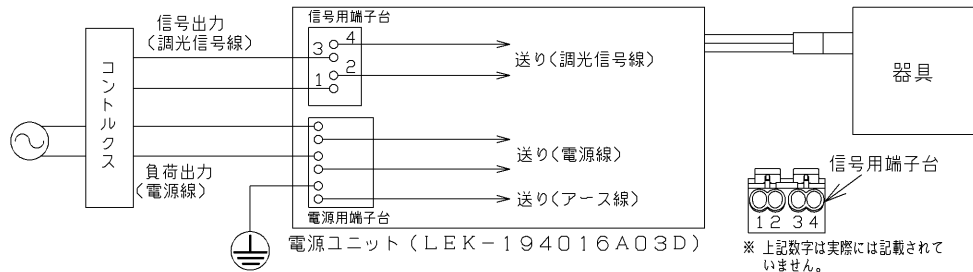 信号出力
(調光信号線)
コントルクス
負荷出力
(電源線)
信号用端子台
4
3
2
1
送り(調光信号線)
送り(電源線)
送り(アース線)
電源用端子台
電源ユニット(LEK-194016A03D)
器具
信号用端子台
1 2 3 4
※ 上記数字は実際には記載されて
いません。